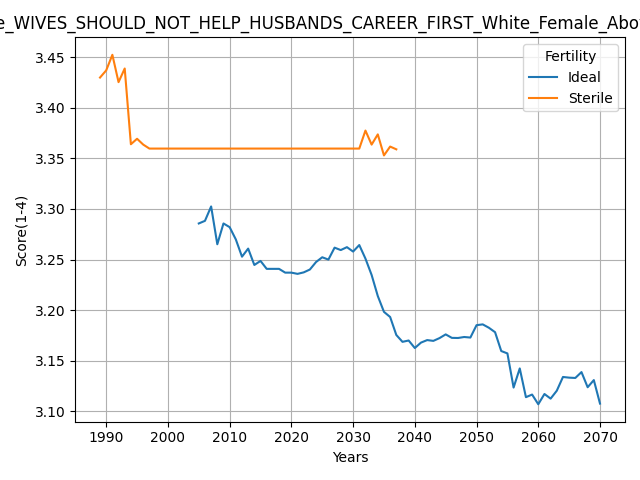 e_WIVES_SHOULD_NOT_HELP_HUSBANDS_CAREER_FIRST_White_Female_Abo
Fertility
Ideal
Sterile
Score(1-4)
3.45
3.40
3.35
3.30
3.25
3.20
3.15
3.10
1990 2000 2010 2020 2030 2040 2050 2060 2070
Years